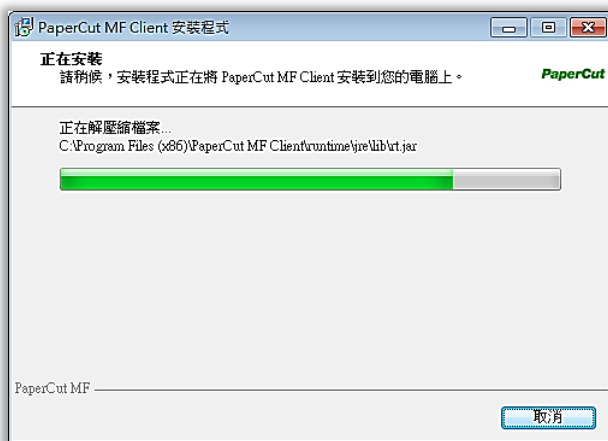 PaperCut MF Client 安裝程式
正在安裝
請稍候，安裝程式正在將 PaperCut MF Client 安裝到您的電腦上。
PaperCut
正在解壓縮檔案...
C:\Program Files (x86)\PaperCut MF Client\runtime\jre\lib\rt.jar
PaperCut MF
取消